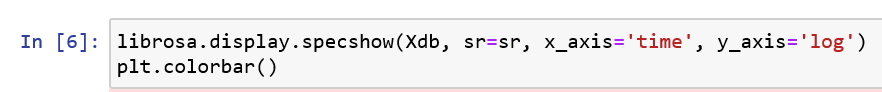 In [6]: librosa.display.specshow(Xdb, sr=sr, x_axis='time', y_axis='log')
plt.colorbar()